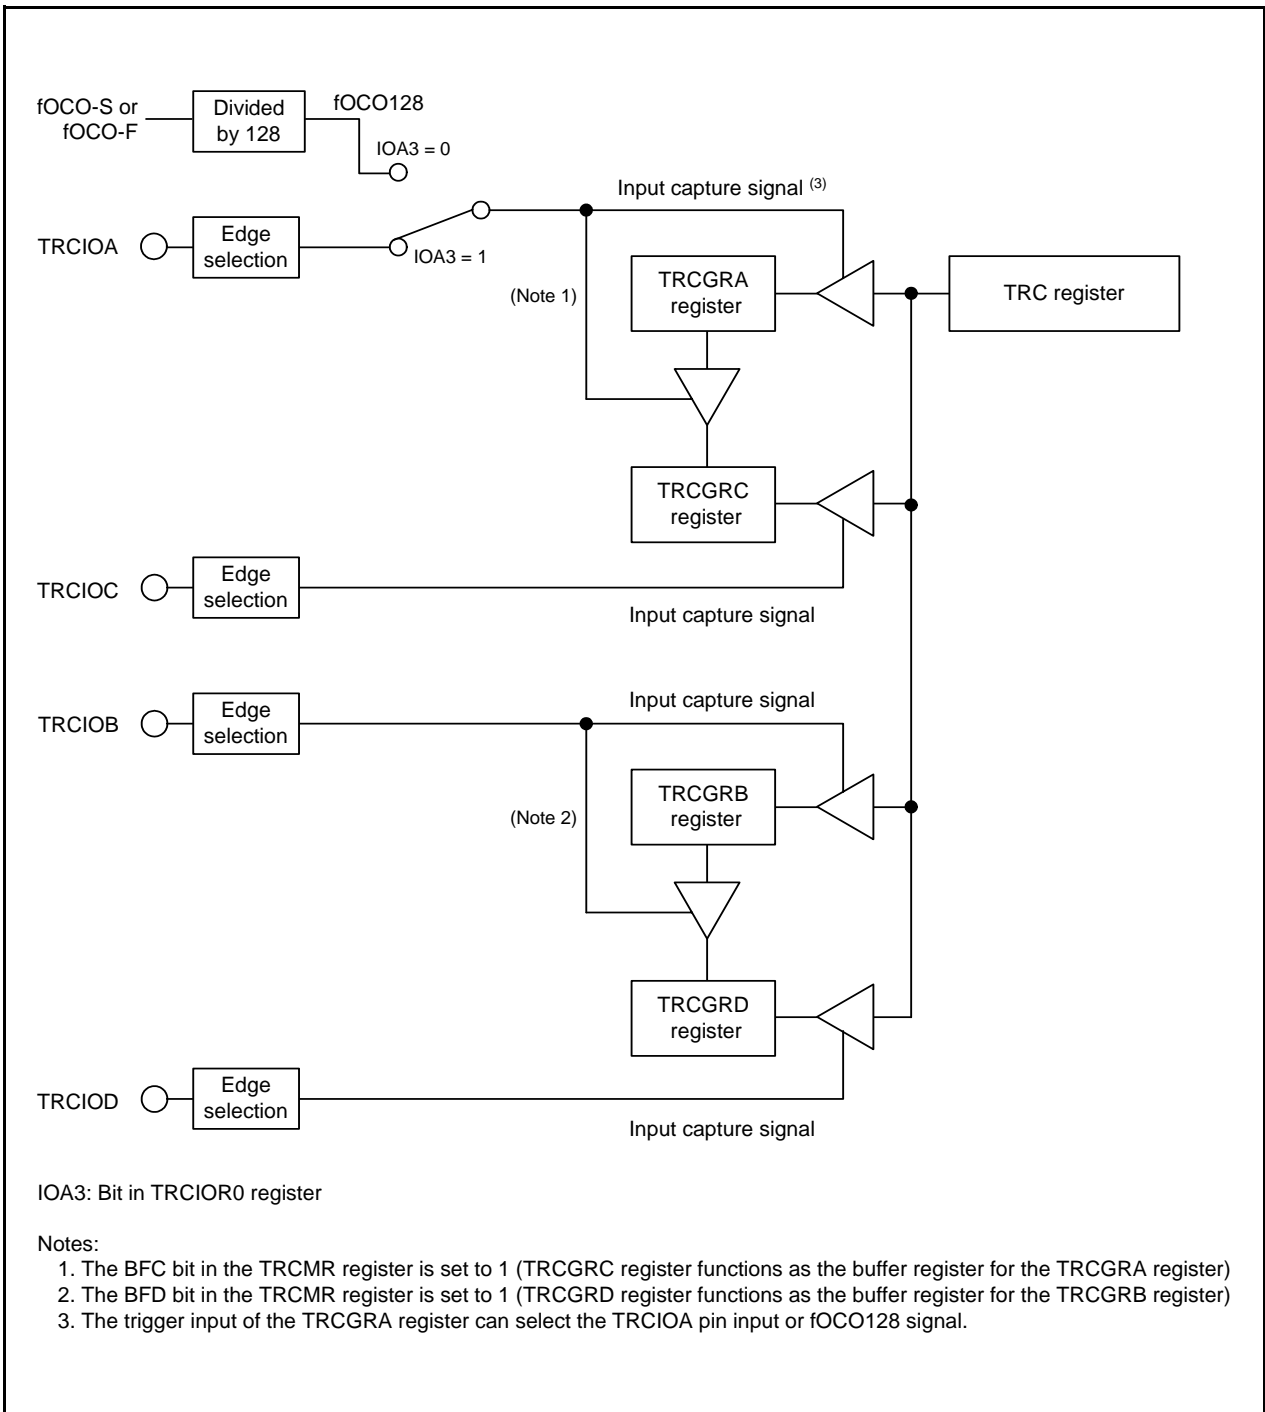 fOCO-S or
fOCO-F
Divided
by 128
fOCO128
IOA3 = 0
Input capture signal (3)
TRCIOA
Edge
selection
IOA3 = 1
(Note 1)
TRCGRA
register
TRC register
TRCGRC
register
TRCIOC
Edge
selection
Input capture signal
TRCIOB
Edge
selection
Input capture signal
(Note 2)
TRCGRB
register
TRCGRD
register
TRCIOD
Edge
selection
Input capture signal
IOA3: Bit in TRCIOR0 register
Notes:
1. The BFC bit in the TRCMR register is set to 1 (TRCGRC register functions as the buffer register for the TRCGRA register)
2. The BFD bit in the TRCMR register is set to 1 (TRCGRD register functions as the buffer register for the TRCGRB register)
3. The trigger input of the TRCGRA register can select the TRCIOA pin input or fOCO128 signal.